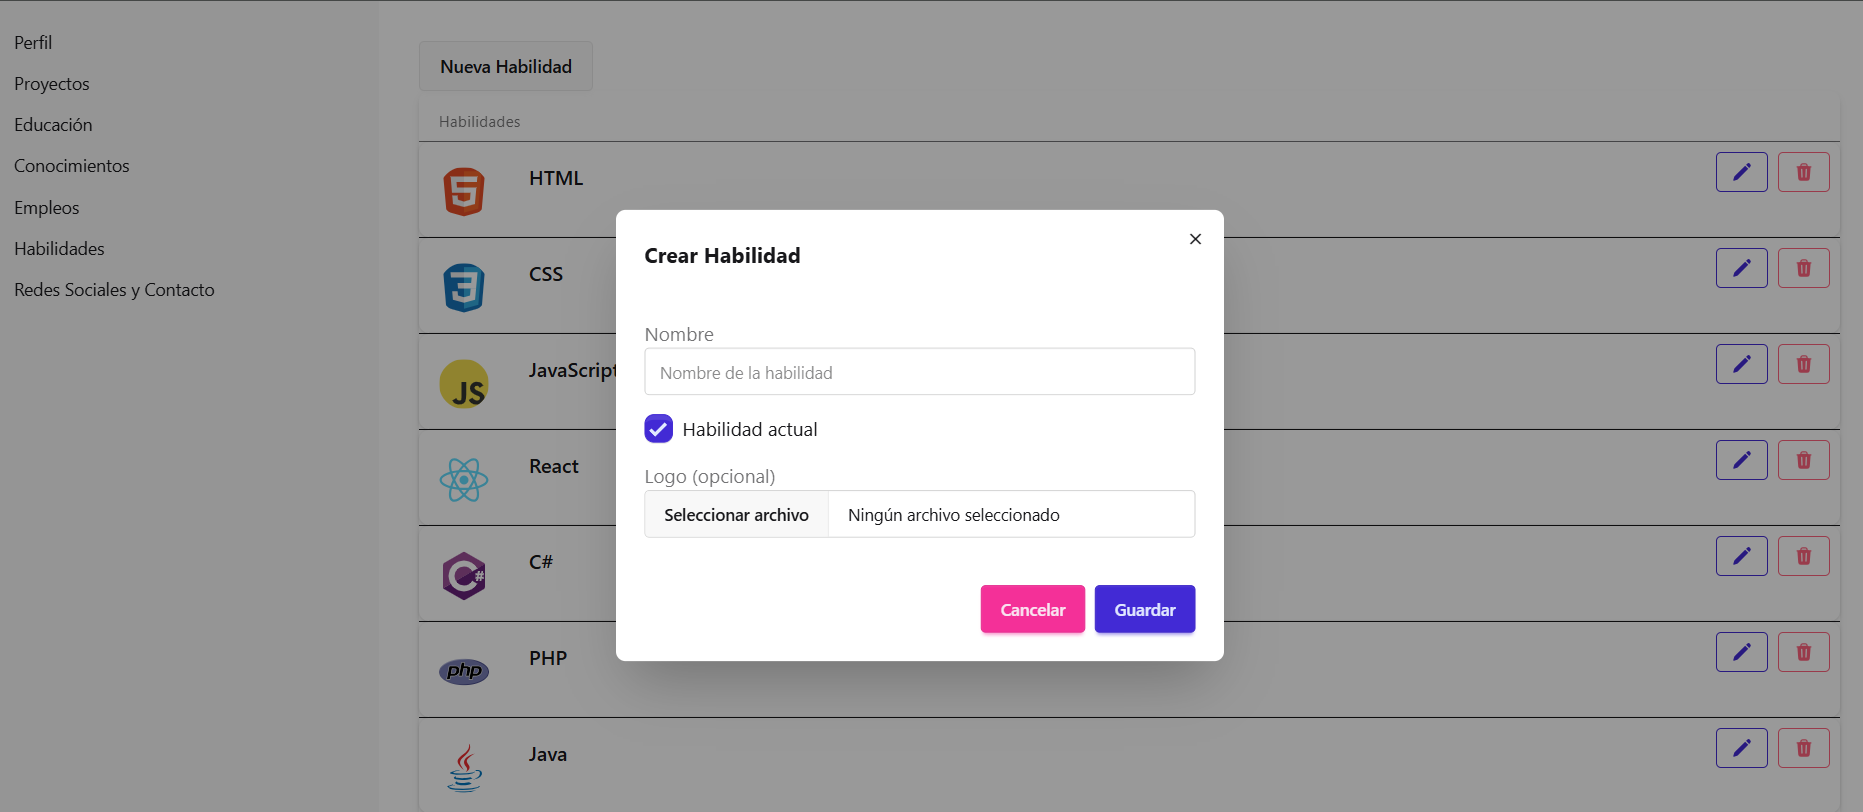 Perfil
Proyectos
Educación
Conocimientos
Empleos
Habilidades
Redes Sociales y Contacto
Nueva Habilidad
Habilidades
5
HTML
3
CSS
JS
JavaScript
React
C#
C#
php
PHP
Java
Crear Habilidad
Nombre
Nombre de la habilidad
Habilidad actual
Logo (opcional)
Seleccionar archivo Ningún archivo seleccionado
Cancelar Guardar